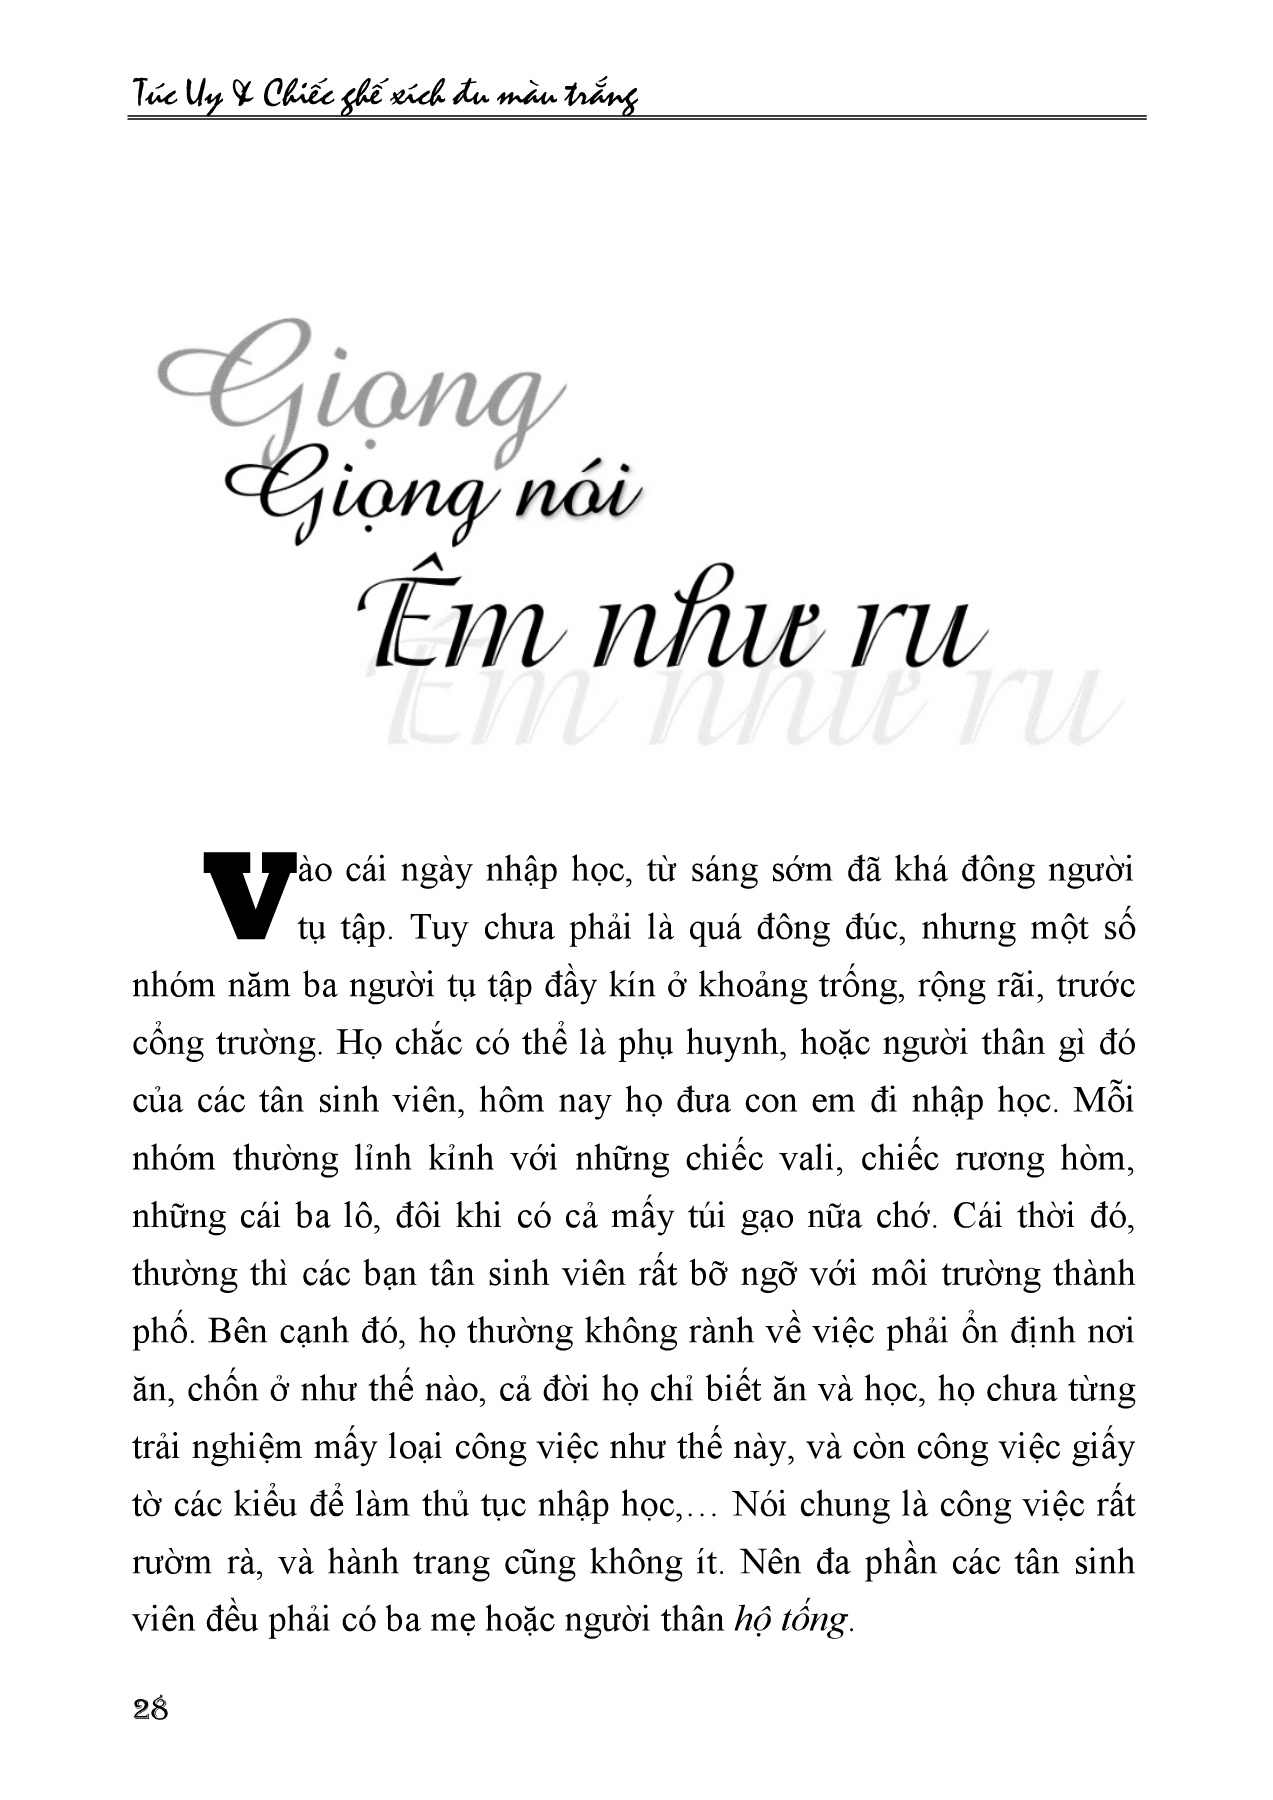 Túc Uy & Chiếc ghế xích đu màu trắng
Giọng
Giọng nói
Êm như ru
Êm như ru
Vào cái ngày nhập học, từ sáng sớm đã khá đông người
tụ tập. Tuy chưa phải là quá đông đúc, nhưng một số
nhóm năm ba người tụ tập đầy kín ở khoảng trống, rộng rãi, trước
cổng trường. Họ chắc có thể là phụ huynh, hoặc người thân gì đó
của các tân sinh viên, hôm nay họ đưa con em đi nhập học. Mỗi
nhóm thường lỉnh kỉnh với những chiếc vali, chiếc rương hòm,
những cái ba lô, đôi khi có cả mấy túi gạo nữa chớ. Cái thời đó,
thường thì các bạn tân sinh viên rất bỡ ngỡ với môi trường thành
phố. Bên cạnh đó, họ thường không rành về việc phải ổn định nơi
ăn, chốn ở như thế nào, cả đời họ chỉ biết ăn và học, họ chưa từng
trải nghiệm mấy loại công việc như thế này, và còn công việc giấy
tờ các kiểu để làm thủ tục nhập học,… Nói chung là công việc rất
rườm rà, và hành trang cũng không ít. Nên đa phần các tân sinh
viên đều phải có ba mẹ hoặc người thân hộ tống.
28